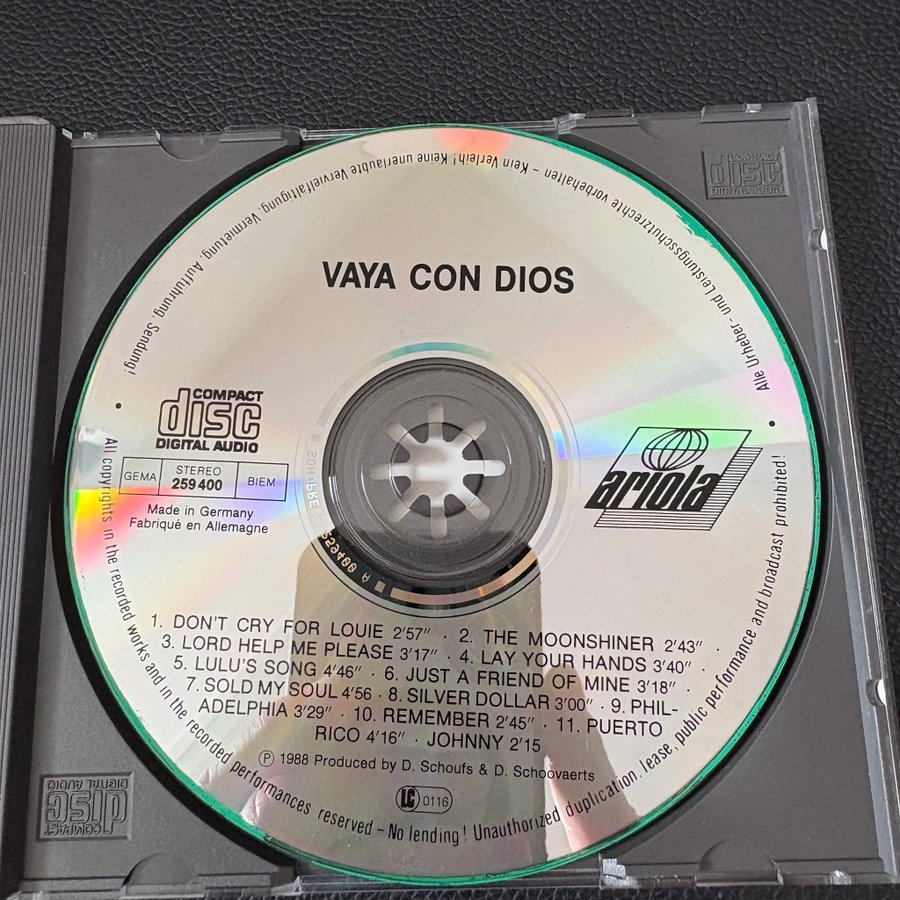 COMPACT
disc
DIGITAL AUDIO
Alle Urheber- und Leistungsschutzrechte vorbehalten – Kein Verleih! Keine unerlaubte Vervielfältigung, Vermietung, Aufführung, Sendung!
VAYA CON DIOS
COMPACT
disc
DIGITAL AUDIO
GEMA STEREO 259 400 BIEM
Made in Germany
Fabriqué en Allemagne
ariola
SONOPRE
259400 A
1. DON'T CRY FOR LOUIE 2'57" · 2. THE MOONSHINER 2'43" ·
3. LORD HELP ME PLEASE 3'17" · 4. LAY YOUR HANDS 3'40" ·
5. LULU'S SONG 4'46" · 6. JUST A FRIEND OF MINE 3'18" ·
7. SOLD MY SOUL 4'56 · 8. SILVER DOLLAR 3'00" · 9. PHIL-
ADELPHIA 3'29" · 10. REMEMBER 2'45" · 11. PUERTO
RICO 4'16" · JOHNNY 2'15
Ⓟ 1988 Produced by D. Schoufs & D. Schoovaerts
LC 0116
All copyrights in the recorded works and in the recorded performances reserved – No lending! Unauthorized duplication, lease, public performance and broadcast prohibited!
COMPACT
disc
DIGITAL AUDIO